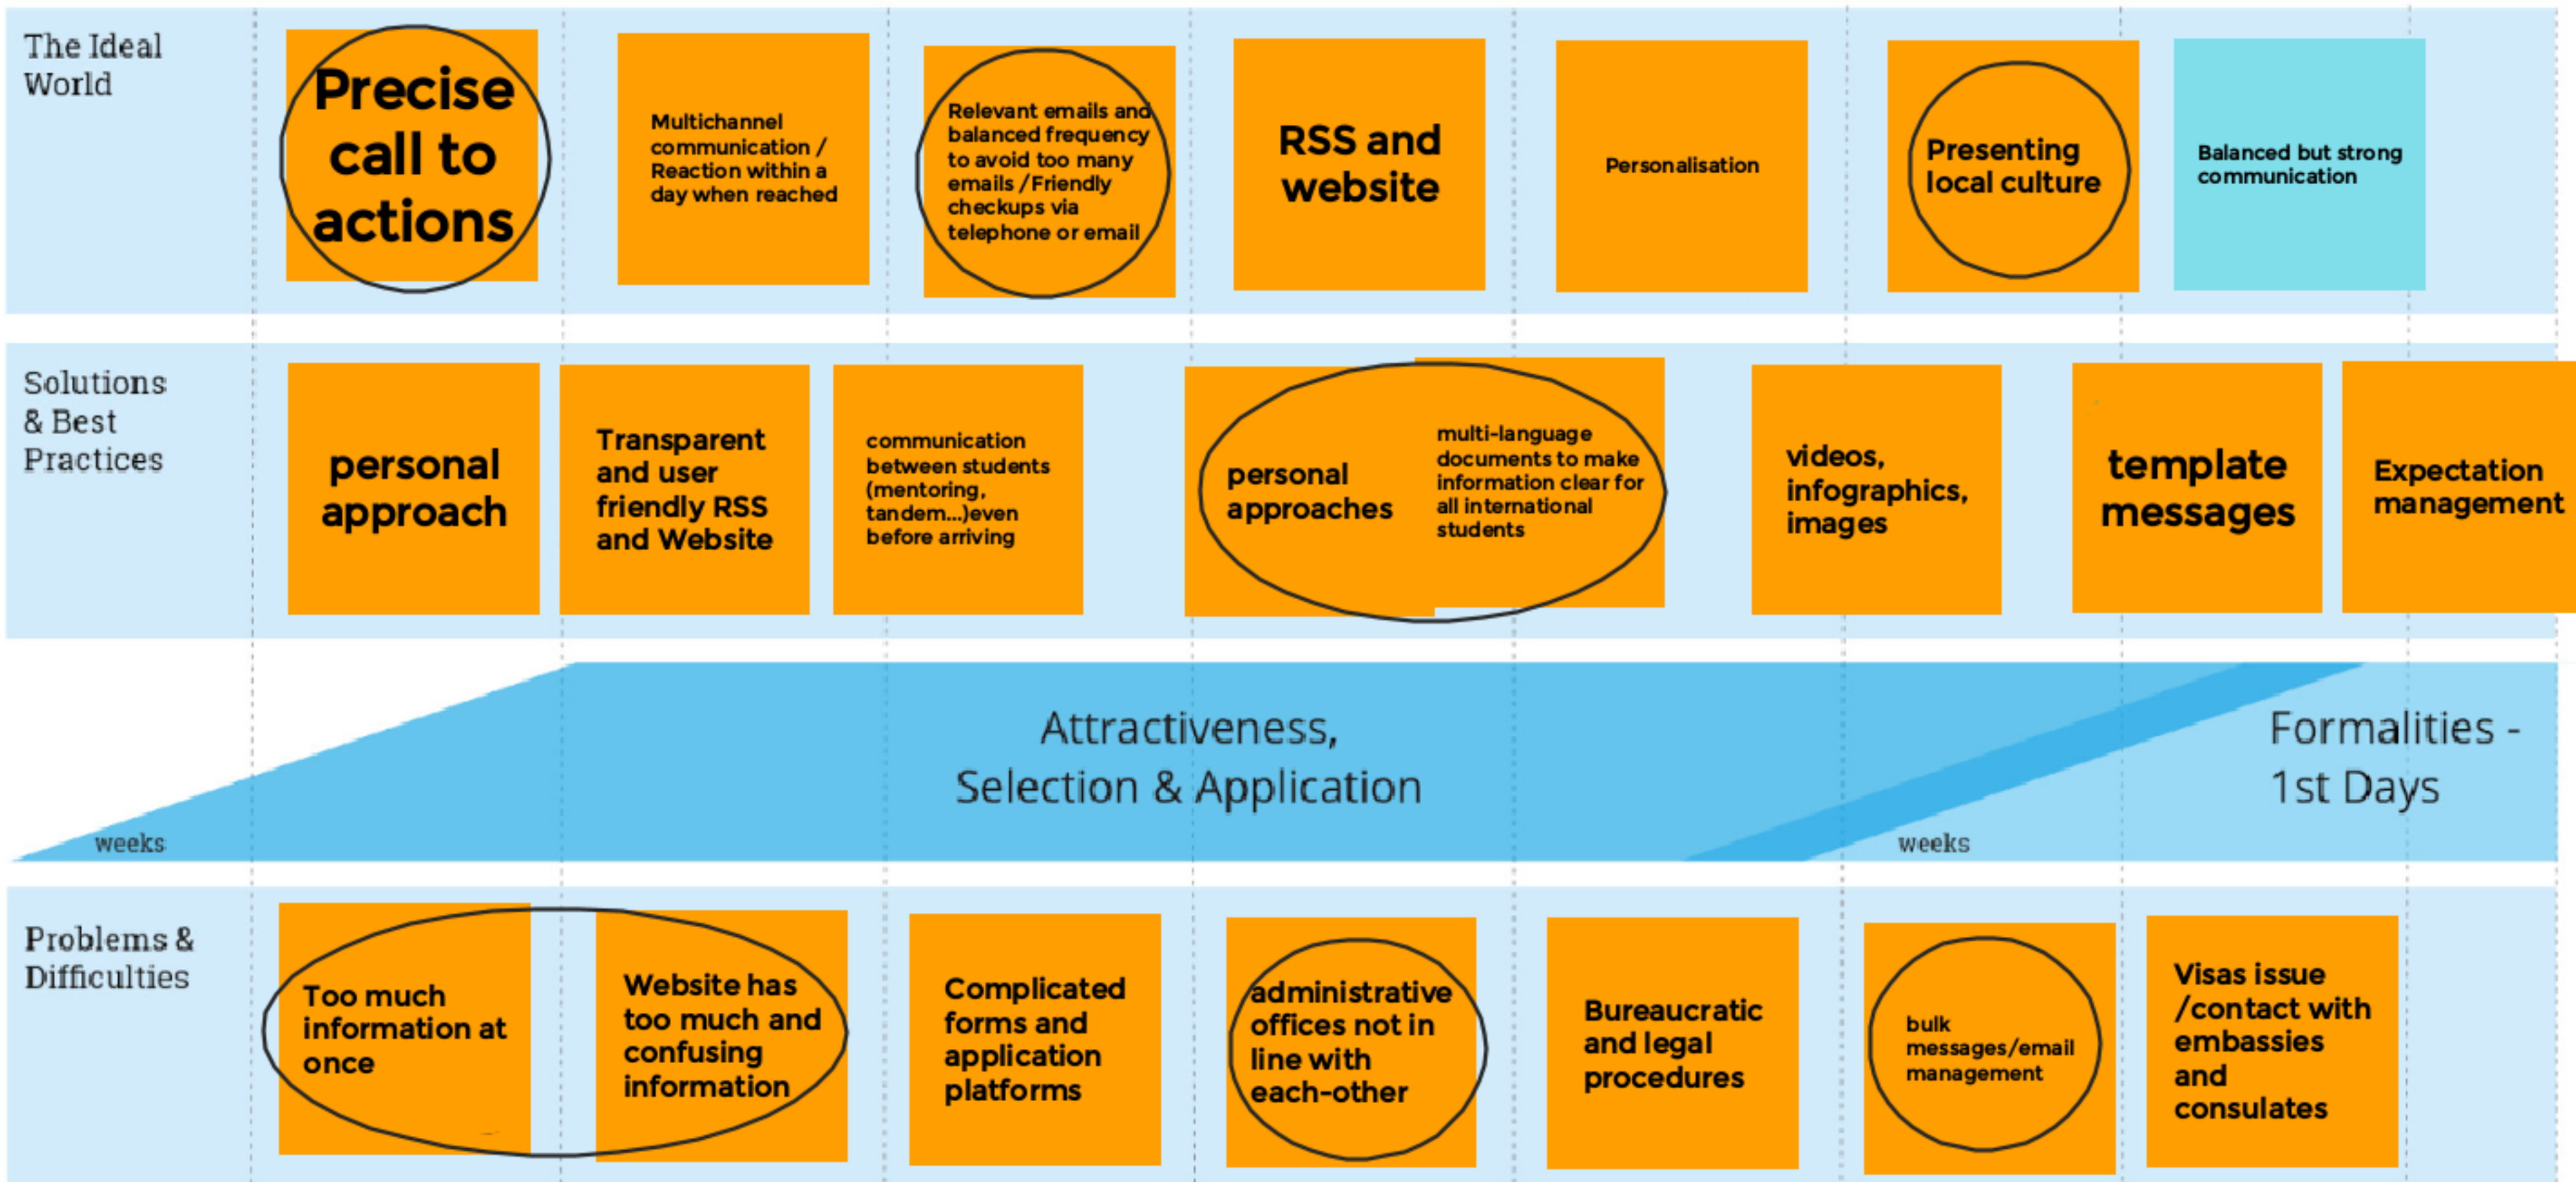 The Ideal
World
Precise
call to
actions
Multichannel
communication /
Reaction within a
day when reached
Relevant emails and
balanced frequency
to avoid too many
emails /Friendly
checkups via
telephone or email
RSS and
website
Personalisation
Presenting
local culture
Balanced but strong
communication
Solutions
& Best
Practices
personal
approach
Transparent
and user
friendly RSS
and Website
communication
between students
(mentoring,
tandem...)even
before arriving
personal
approaches
multi-language
documents to make
information clear for
all international
students
videos,
infographics,
images
template
messages
Expectation
management
Attractiveness,
Selection & Application
weeks
Formalities -
1st Days
weeks
Problems &
Difficulties
Too much
information at
once
Website has
too much and
confusing
information
Complicated
forms and
application
platforms
administrative
offices not in
line with
each-other
Bureaucratic
and legal
procedures
bulk
messages/email
management
Visas issue
/contact with
embassies
and
consulates